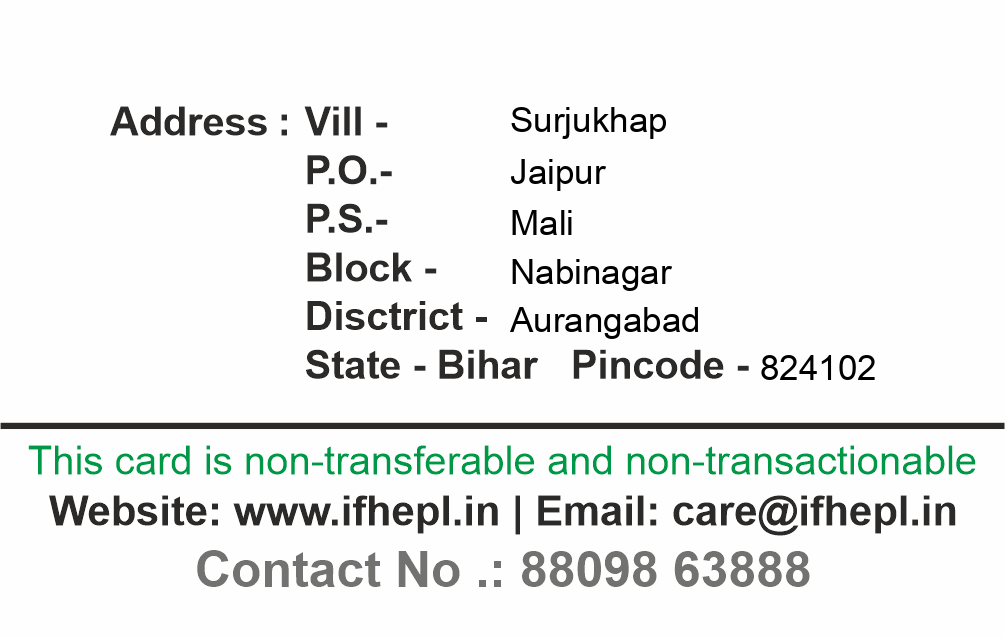 Address : Vill - Surjukhap
P.O.- Jaipur
P.S.- Mali
Block - Nabinagar
Disctrict - Aurangabad
State - Bihar Pincode - 824102
This card is non-transferable and non-transactionable
Website: www.ifhepl.in | Email: care@ifhepl.in
Contact No .: 88098 63888